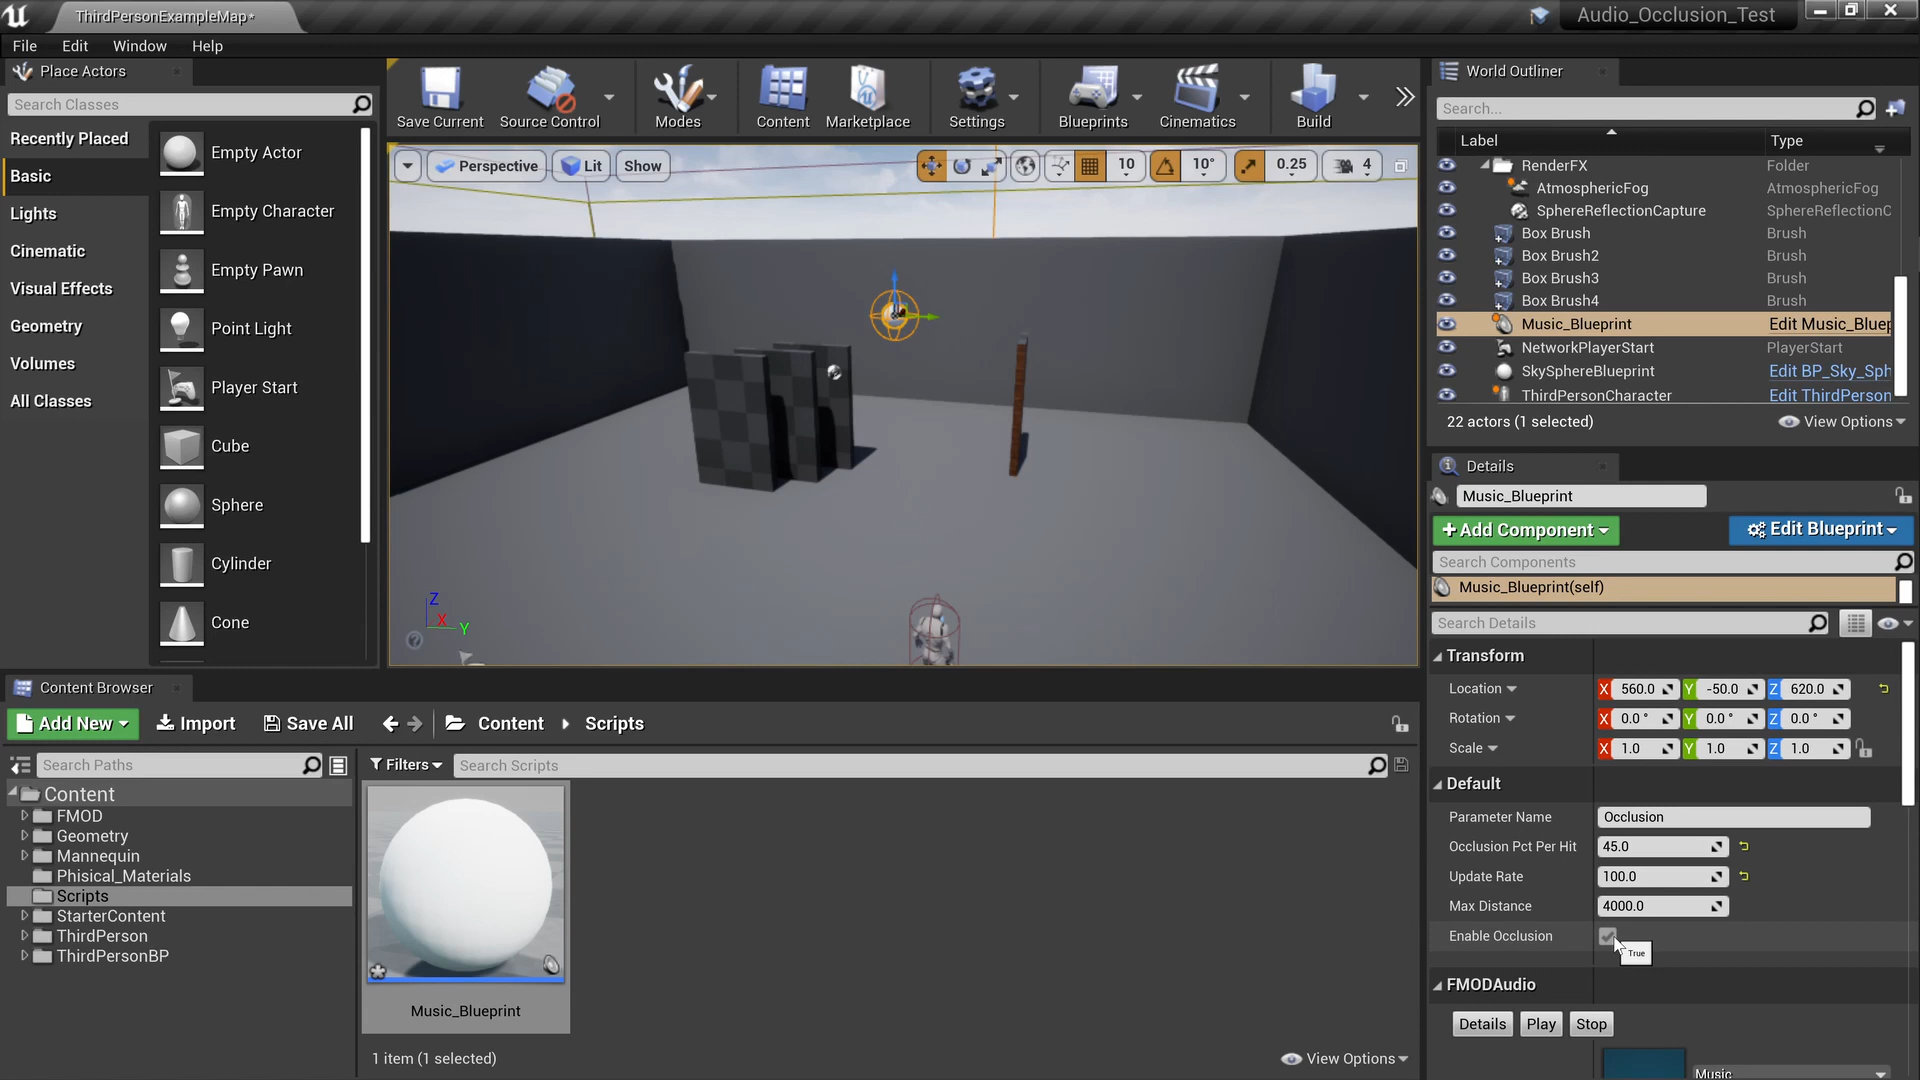 ThirdPersonExampleMap*
Audio_Occlusion_Test
File Edit Window Help
Place Actors
Search Classes
Recently Placed
Basic
Lights
Cinematic
Visual Effects
Geometry
Volumes
All Classes
Empty Actor
Empty Character
Empty Pawn
Point Light
Player Start
Cube
Sphere
Cylinder
Cone
Save Current
Source Control
Modes
Content
Marketplace
Settings
Blueprints
Cinematics
Build
Perspective Lit Show 10 10° 0.25 4
Z
X
Y
World Outliner
Search...
Label Type
RenderFX Folder
AtmosphericFog AtmosphericFog
SphereReflectionCapture SphereReflectionC
Box Brush Brush
Box Brush2 Brush
Box Brush3 Brush
Box Brush4 Brush
Music_Blueprint Edit Music_Bluep
NetworkPlayerStart PlayerStart
SkySphereBlueprint Edit BP_Sky_Sph
ThirdPersonCharacter Edit ThirdPerson
22 actors (1 selected) View Options
Details
Music_Blueprint
+Add Component Edit Blueprint
Search Components
Music_Blueprint(self)
Search Details
Transform
Location X 560.0 Y -50.0 Z 620.0
Rotation X 0.0 ° Y 0.0 ° Z 0.0 °
Scale X 1.0 Y 1.0 Z 1.0
Default
Parameter Name Occlusion
Occlusion Pct Per Hit 45.0
Update Rate 100.0
Max Distance 4000.0
Enable Occlusion
True
FMODAudio
Details Play Stop
Music
Content Browser
Add New Import Save All Content Scripts
Search Paths
Filters Search Scripts
Content
FMOD
Geometry
Mannequin
Phisical_Materials
Scripts
StarterContent
ThirdPerson
ThirdPersonBP
Music_Blueprint
1 item (1 selected) View Options